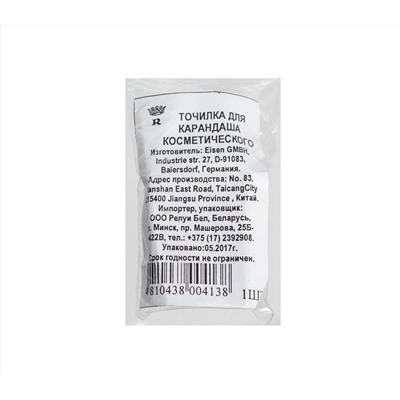 R
ТОЧИЛКА ДЛЯ
КАРАНДАША
КОСМЕТИЧЕСКОГО
Изготовитель: Eisen GMBH,
Industrie str. 27, D-91083,
Baiersdorf, Германия.
Адрес производства: No. 83,
anshan East Road, TaicangCity
215400 Jiangsu Province , Китай.
Импортер, упаковщик:
ООО Релуи Бел, Беларусь,
г. Минск, пр. Машерова, 25Б-
422В, тел.: +375 (17) 2392908.
Упаковано:05.2017г.
Срок годности не ограничен.
4810438 004138 1ШТ